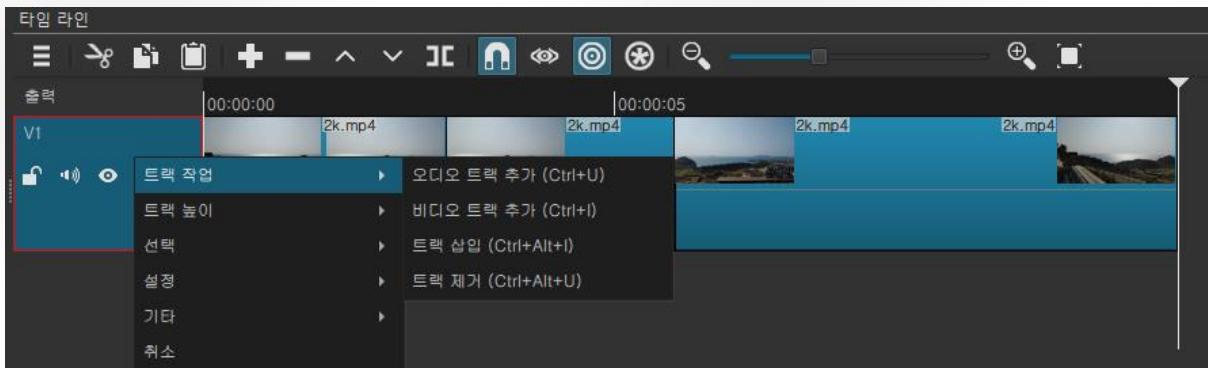 타임 라인
출력
00:00:00
00:00:05
V1
2k.mp4
2k.mp4
2k.mp4
2k.mp4
트랙 작업
오디오 트랙 추가 (Ctrl+U)
트랙 높이
비디오 트랙 추가 (Ctrl+I)
선택
트랙 삽입 (Ctrl+Alt+I)
설정
트랙 제거 (Ctrl+Alt+U)
기타
취소